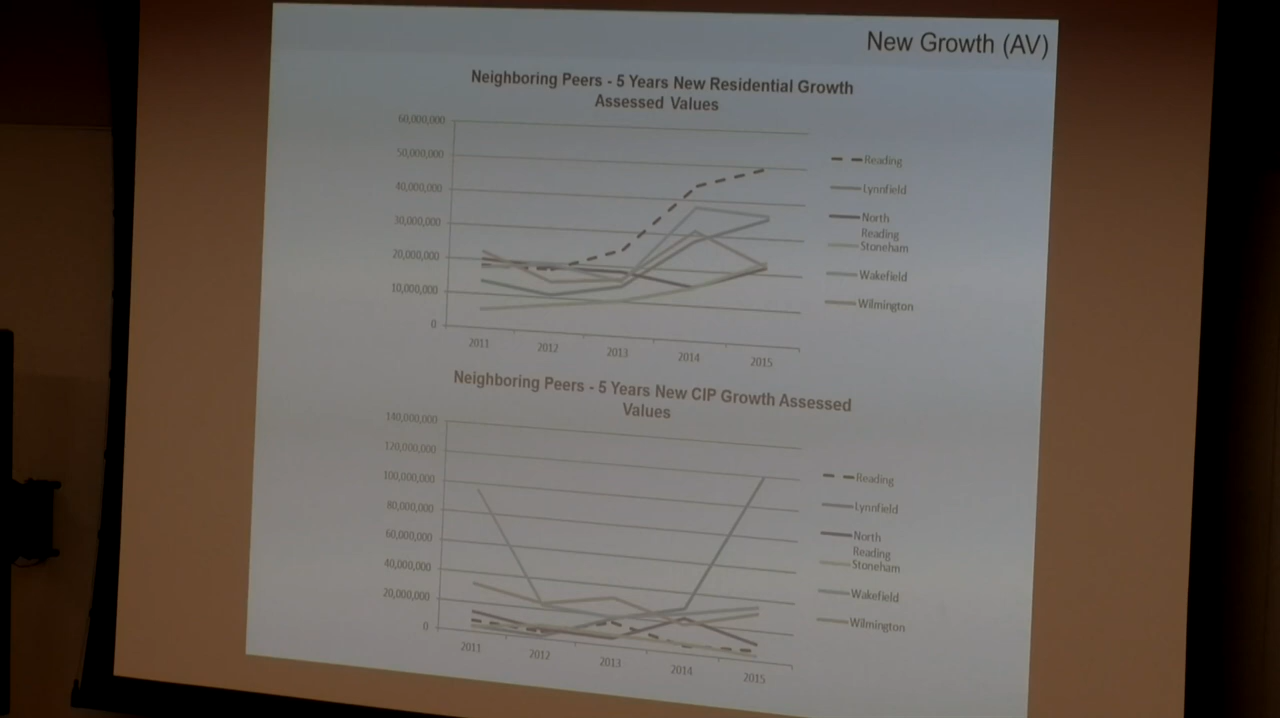 New Growth (AV)
Neighboring Peers - 5 Years New Residential Growth
Assessed Values
60,000,000
50,000,000
40,000,000
30,000,000
20,000,000
10,000,000
0
2011 2012 2013 2014 2015
Reading
Lynnfield
North
Reading
Stoneham
Wakefield
Wilmington
Neighboring Peers - 5 Years New CIP Growth Assessed
Values
140,000,000
120,000,000
100,000,000
80,000,000
60,000,000
40,000,000
20,000,000
0
2011 2012 2013 2014 2015
Reading
Lynnfield
North
Reading
Stoneham
Wakefield
Wilmington